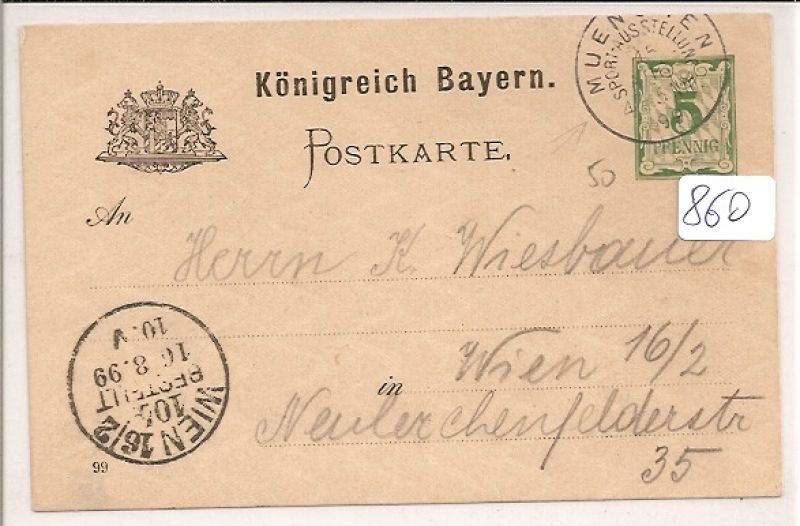 MUENCHEN
SPORTAUSSTELLUNG
Königreich Bayern.
5
PFENNIG
POSTKARTE.
50
860
An
Herrn K. Wiesbauer
in Wien 16/2
Neulerchenfelderstr
35
WIEN 16/2
BESTELLT
16.8.99
10.V
99